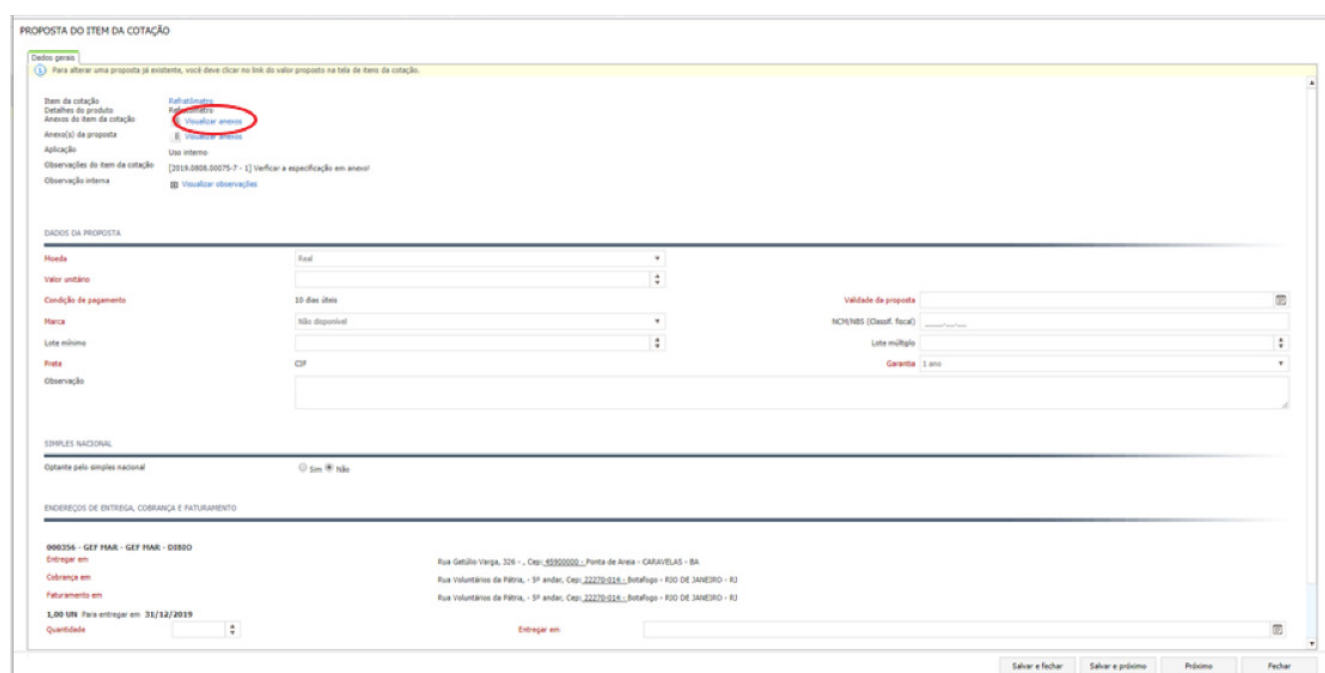 PROPOSTA DO ITEM DA COTAÇÃO
Dados gerais
Para alterar uma proposta já existente, você deve clicar no link do valor proposto na tela de itens da cotação.
Item da cotação Refratômetro
Detalhes do produto Refratômetro
Anexos do item da cotação Visualizar anexos
Anexo(s) da proposta Visualizar anexos
Aplicação Uso interno
Observações do item da cotação [2019.0808.00075-7 - 1] Verficar a especificação em anexo!
Observação interna Visualizar observações
DADOS DA PROPOSTA
Moeda Real
Valor unitário
Condição de pagamento 10 dias úteis Validade da proposta
Marca Não disponível NCM/NBS (Classif. fiscal) ____.__.__
Lote mínimo Lote múltiplo
Frete CIF Garantia 1 ano
Observação
SIMPLES NACIONAL
Optante pelo simples nacional Sim Não
ENDEREÇOS DE ENTREGA, COBRANÇA E FATURAMENTO
000356 - GEF MAR - GEF MAR - DIBIO
Entregar em Rua Getúlio Varga, 326 - , Cep: 45900000 - Ponta de Areia - CARAVELAS - BA
Cobrança em Rua Voluntários da Pátria, - 5º andar, Cep: 22270-014 - Botafogo - RIO DE JANEIRO - RJ
Faturamento em Rua Voluntários da Pátria, - 5º andar, Cep: 22270-014 - Botafogo - RIO DE JANEIRO - RJ
1,00 UN Para entregar em 31/12/2019
Quantidade Entregar em
Salvar e fechar Salvar e próximo Próximo Fechar